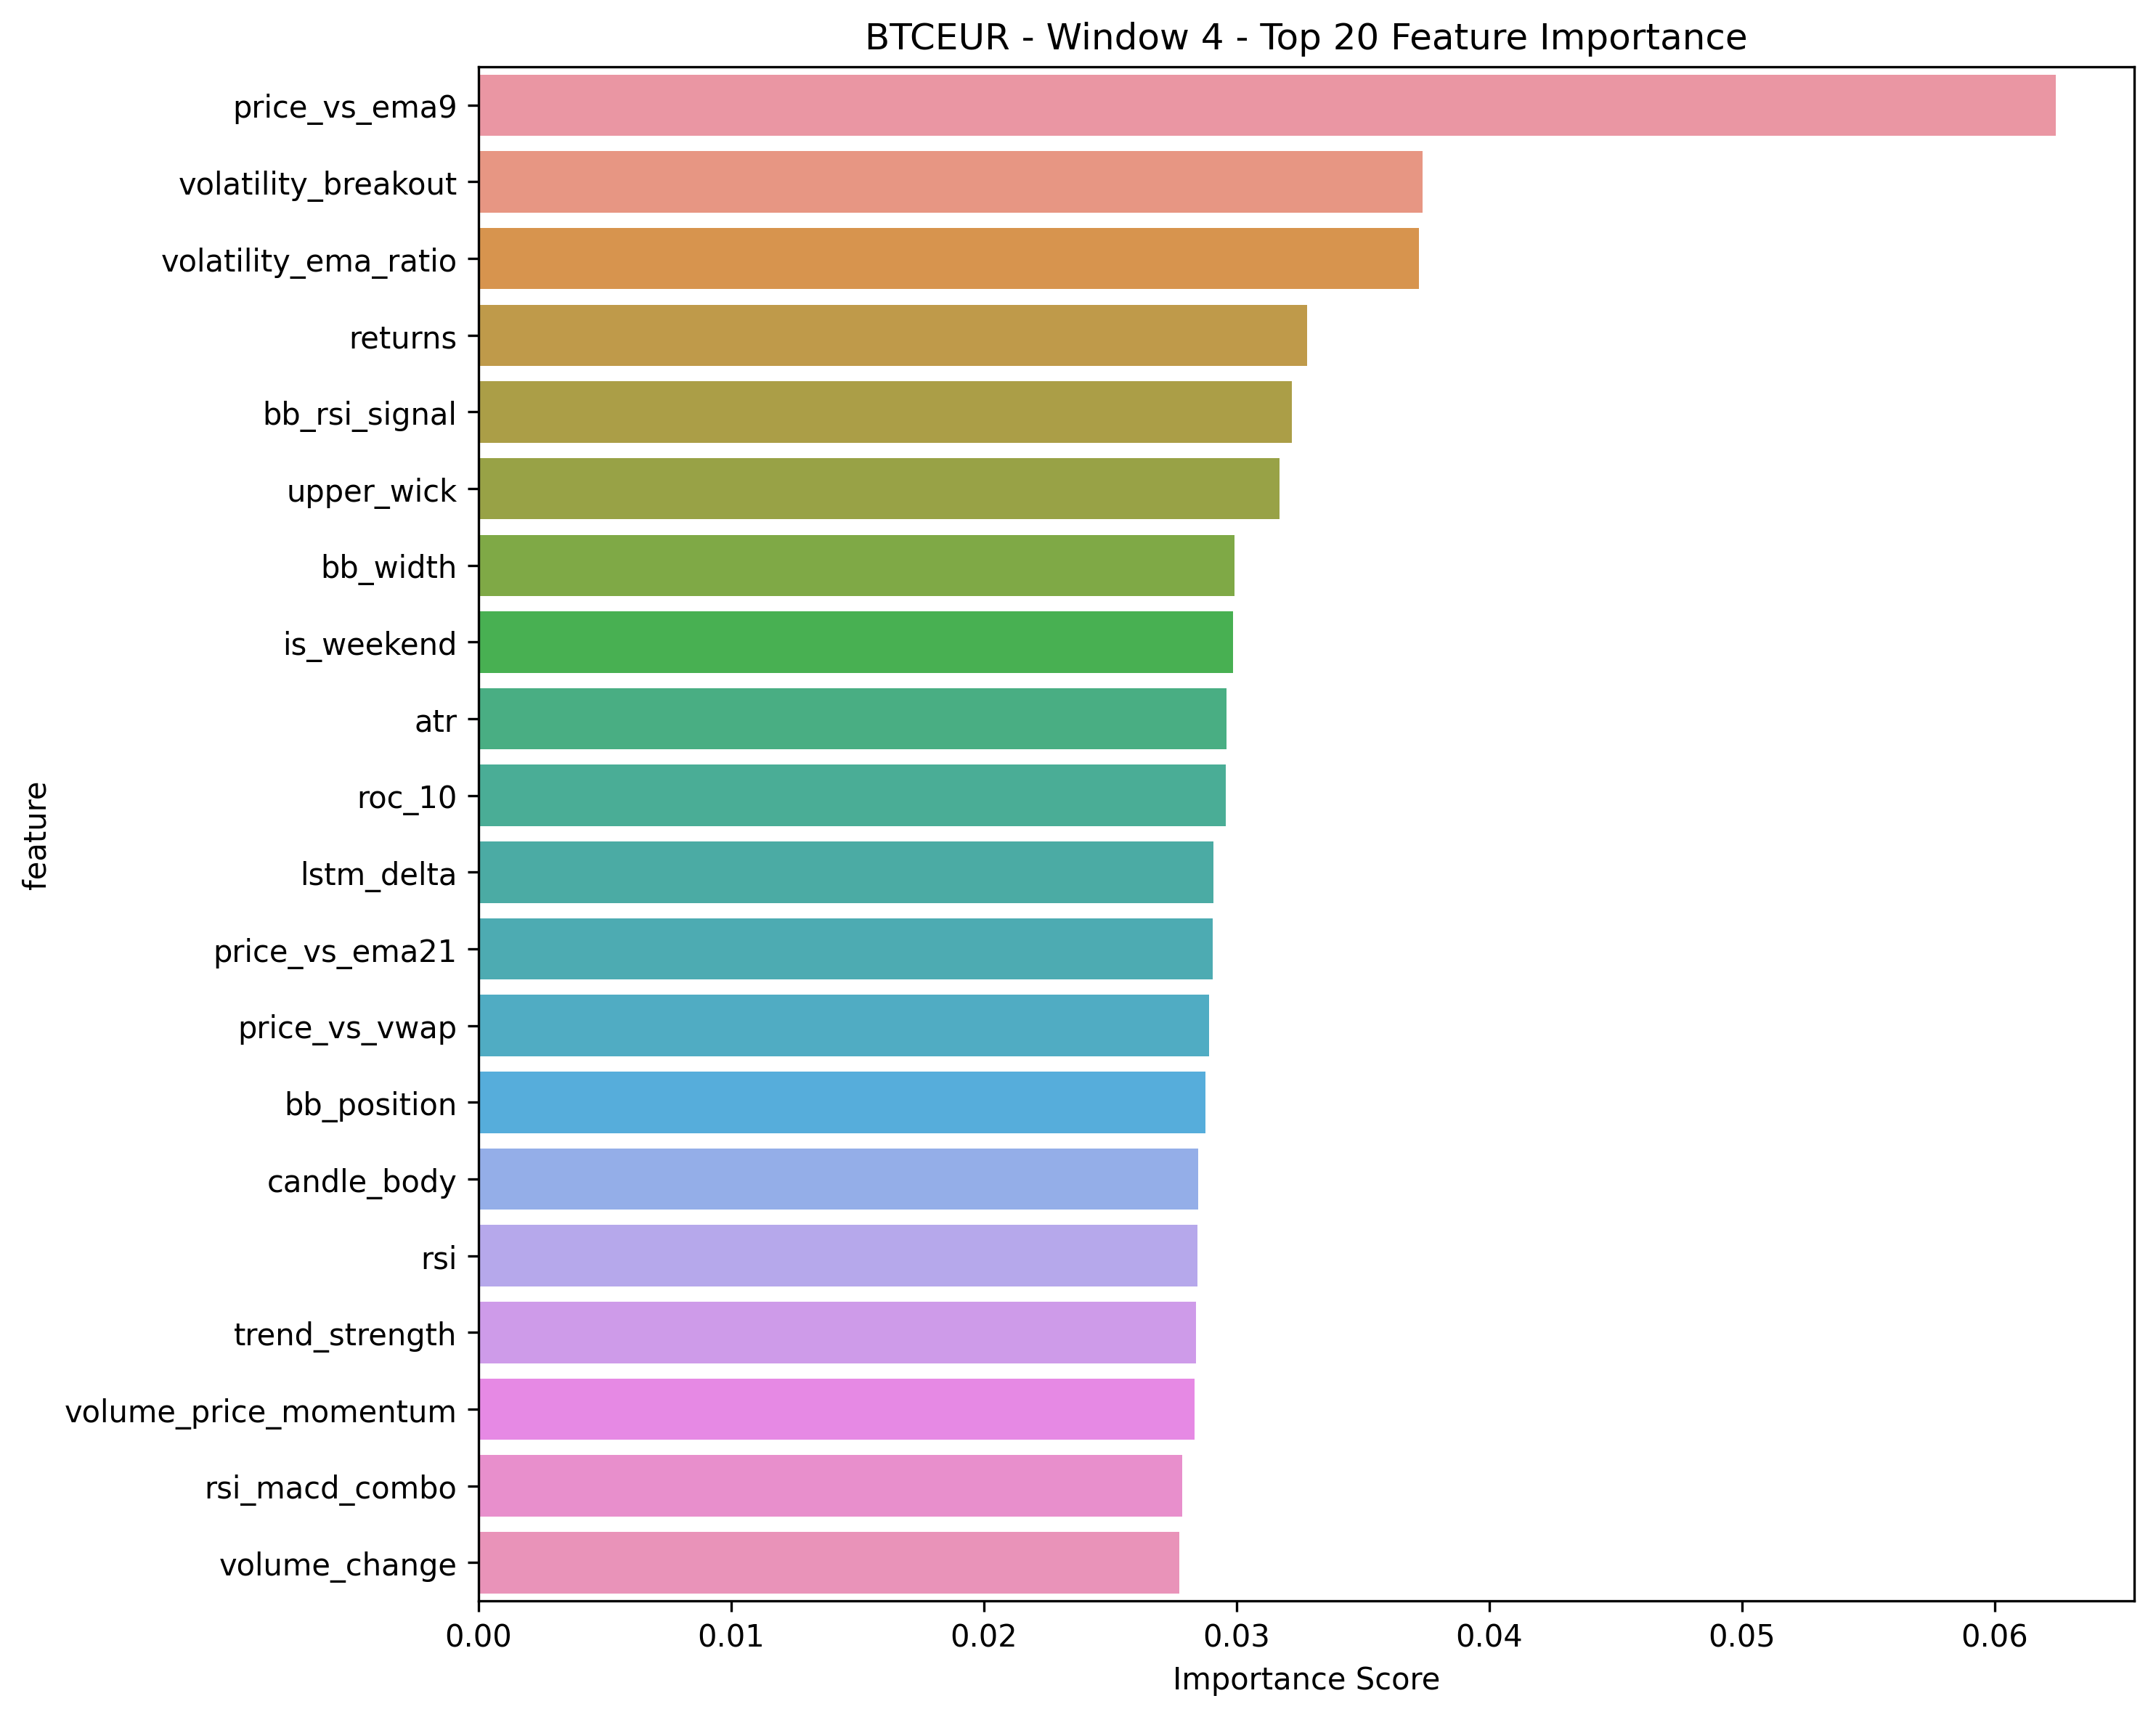 BTCEUR - Window 4 - Top 20 Feature Importance
price_vs_ema9
volatility_breakout
volatility_ema_ratio
returns
bb_rsi_signal
upper_wick
bb_width
is_weekend
atr
roc_10
lstm_delta
price_vs_ema21
price_vs_vwap
bb_position
candle_body
rsi
trend_strength
volume_price_momentum
rsi_macd_combo
volume_change
feature
0.00 0.01 0.02 0.03 0.04 0.05 0.06
Importance Score